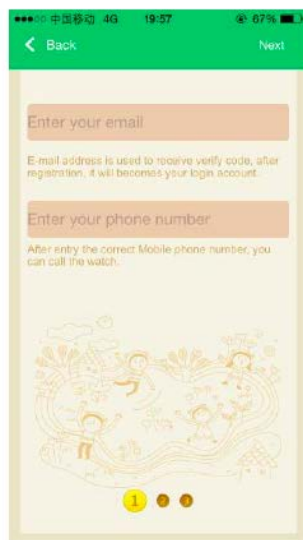 中国移动 4G 19:57 67%
Back Next
Enter your email
E-mail address is used to receive verify code, after
registration, it will becomes your login account.
Enter your phone number
After entry the correct Mobile phone number, you
can call the watch.
1 2 3